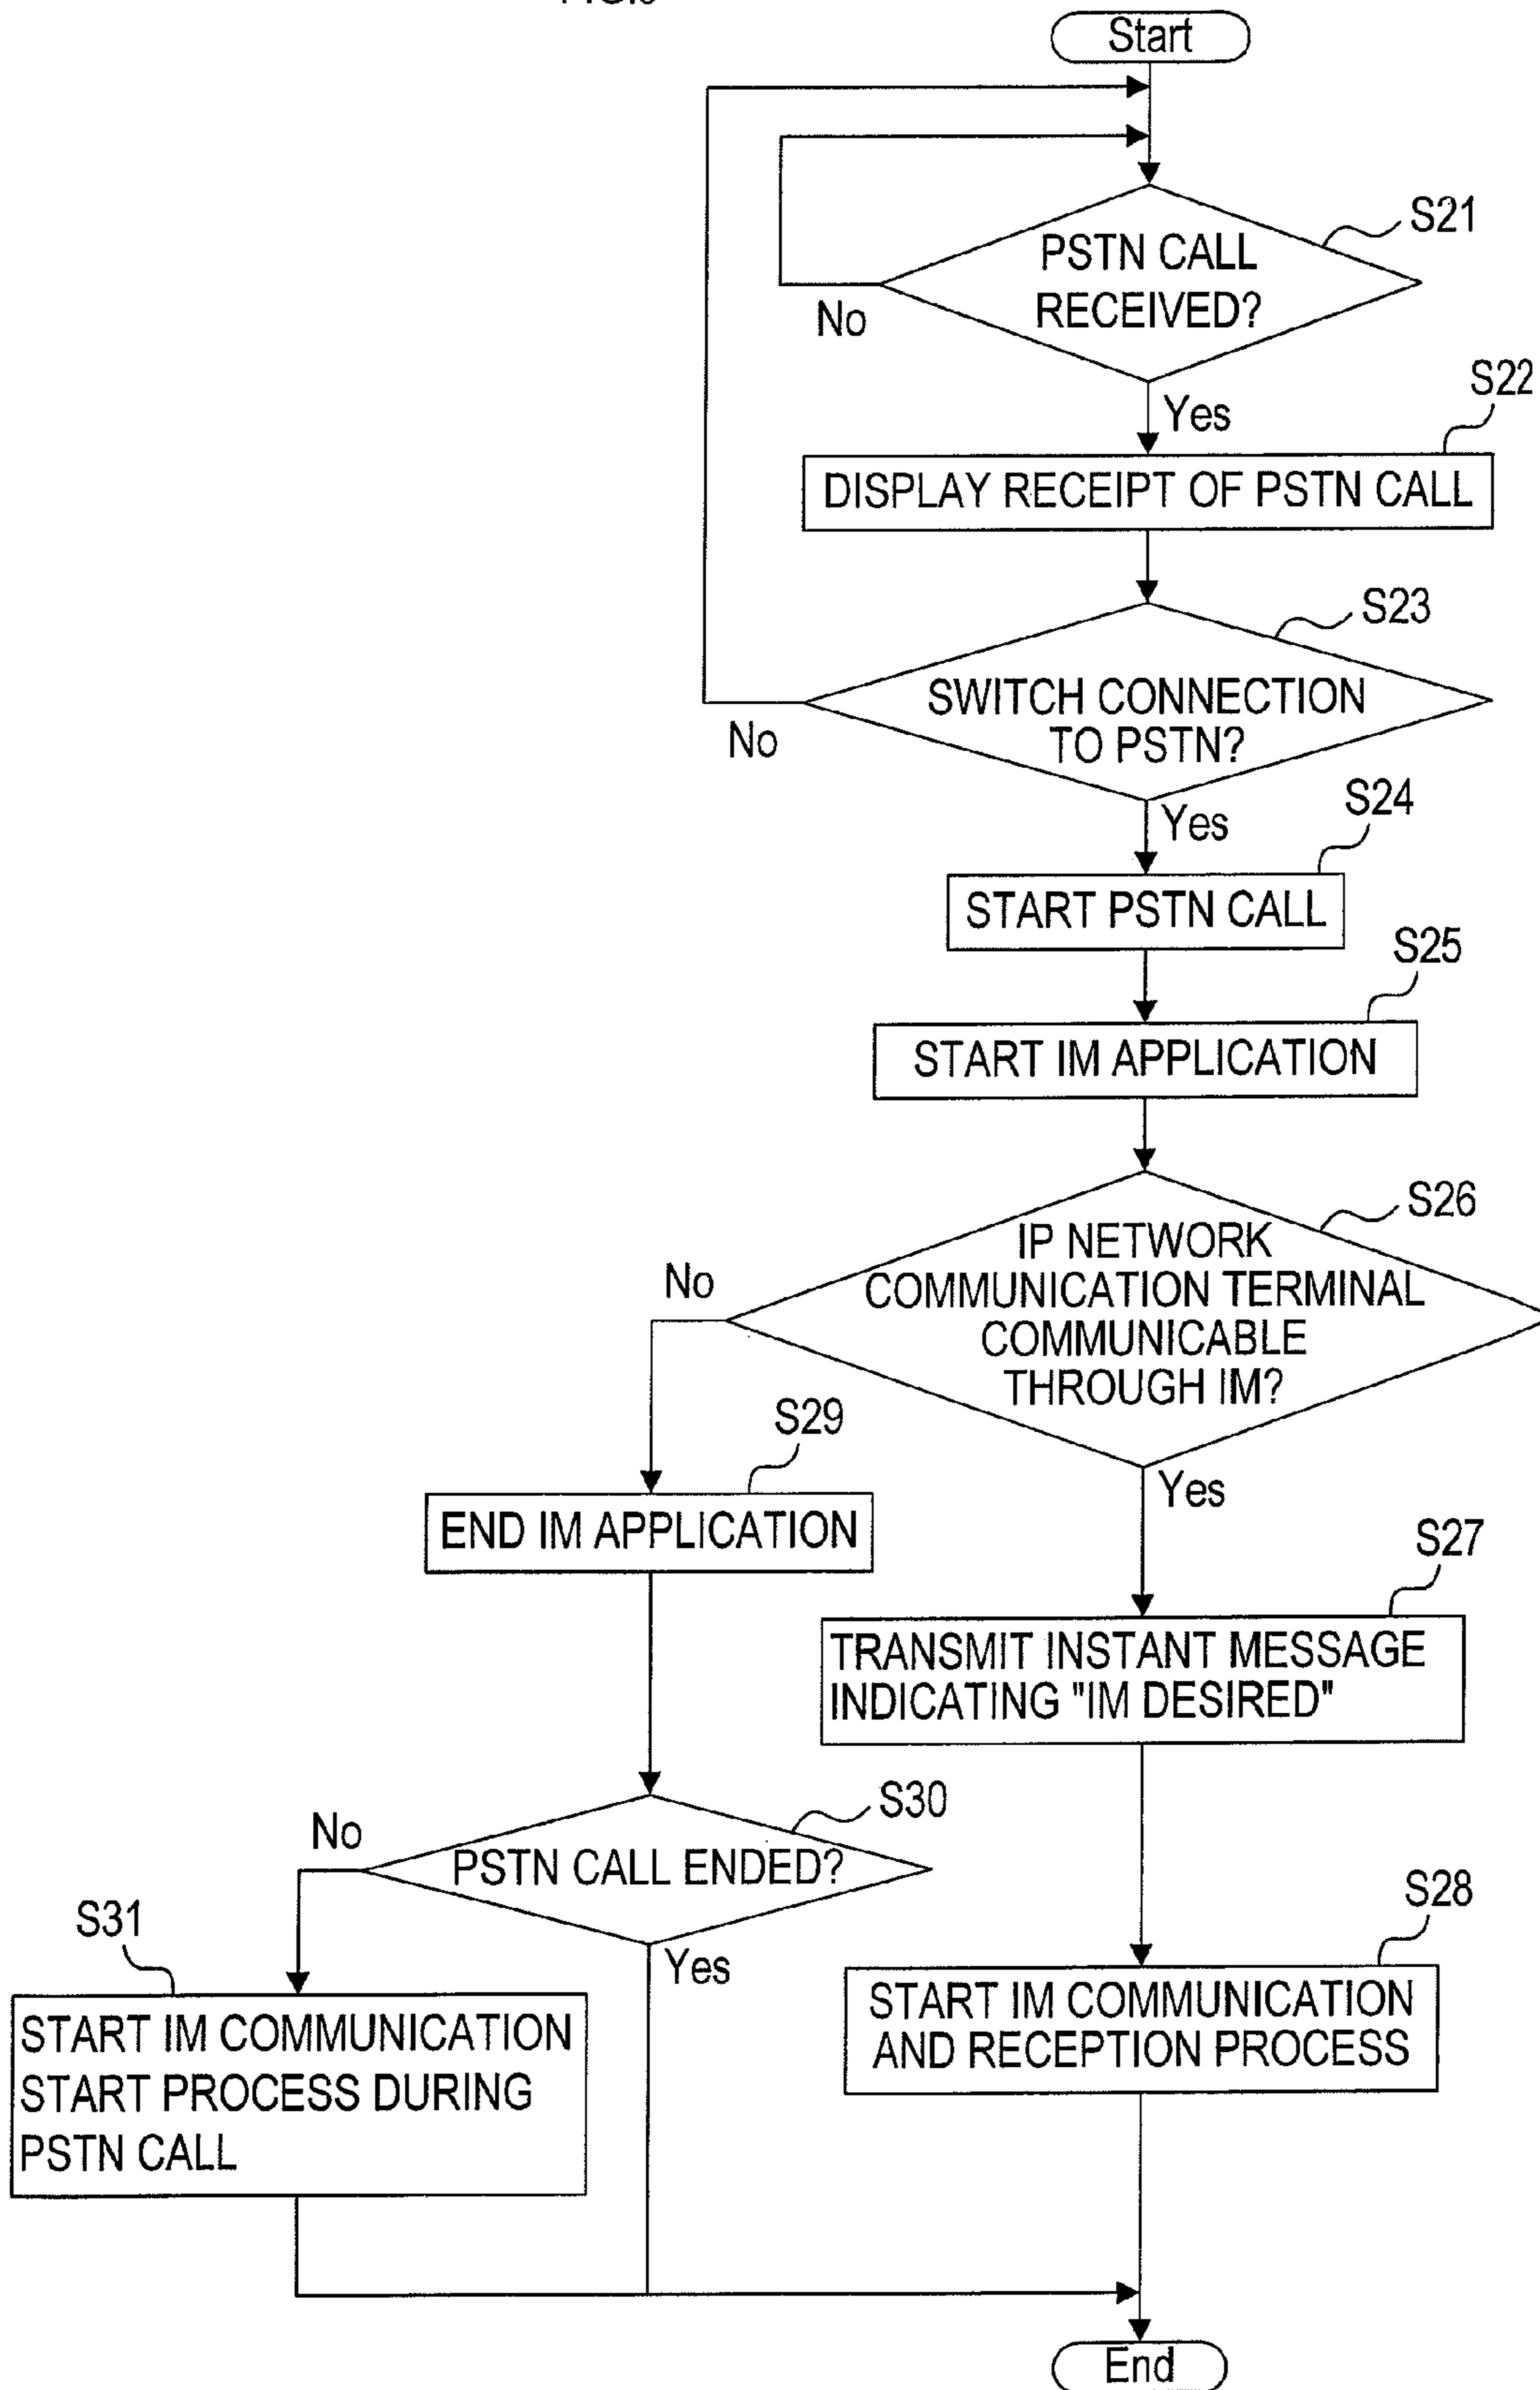 Start
S21
PSTN CALL
RECEIVED?
No
Yes
S22
DISPLAY RECEIPT OF PSTN CALL
S23
SWITCH CONNECTION
TO PSTN?
No
Yes
S24
START PSTN CALL
S25
START IM APPLICATION
S26
IP NETWORK
COMMUNICATION TERMINAL
COMMUNICABLE
THROUGH IM?
No
Yes
S29
END IM APPLICATION
S27
TRANSMIT INSTANT MESSAGE
INDICATING "IM DESIRED"
S30
PSTN CALL ENDED?
No
Yes
S31
START IM COMMUNICATION
START PROCESS DURING
PSTN CALL
S28
START IM COMMUNICATION
AND RECEPTION PROCESS
End